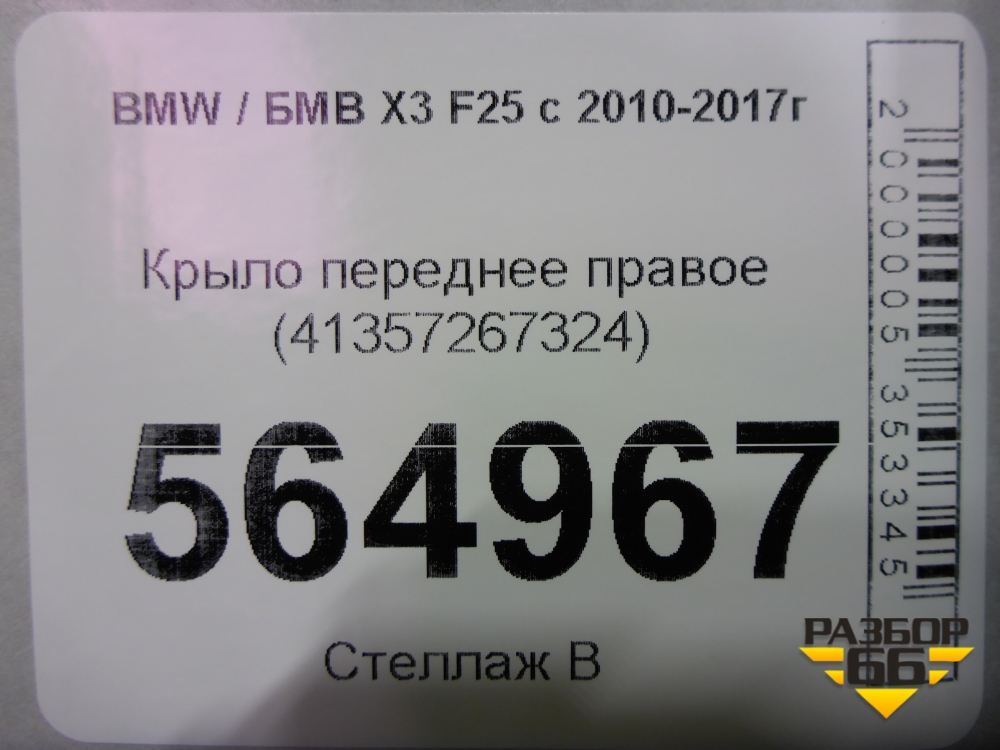 BMW / БМВ X3 F25 с 2010-2017г
Крыло переднее правое
(41357267324)
564967
Стеллаж В
2000005353345
РАЗБОР
66